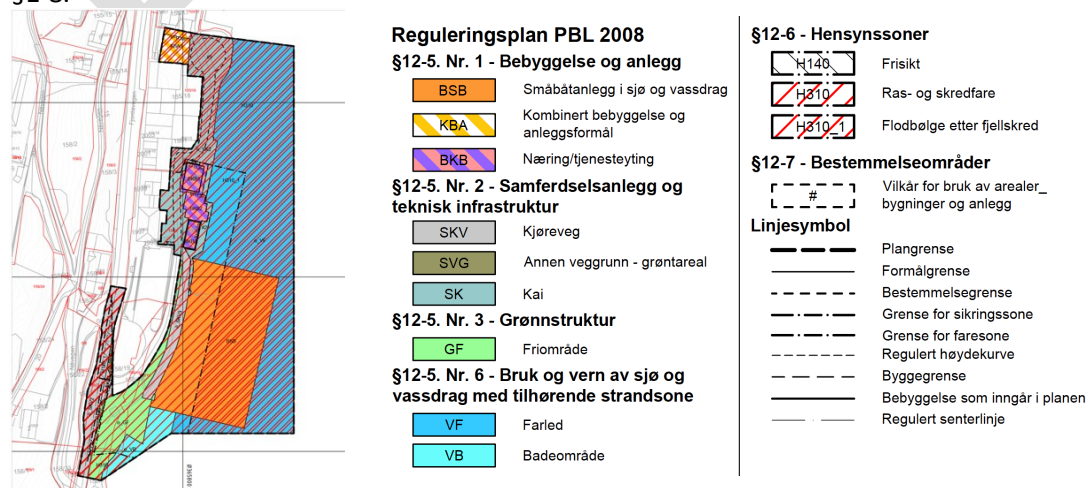 Reguleringsplan PBL 2008
§12-5. Nr. 1 - Bebyggelse og anlegg
BSB Småbåtanlegg i sjø og vassdrag
KBA Kombinert bebyggelse og
anleggsformål
BKB Næring/tjenesteyting
§12-5. Nr. 2 - Samferdselsanlegg og
teknisk infrastruktur
SKV Kjøreveg
SVG Annen veggrunn - grøntareal
SK Kai
§12-5. Nr. 3 - Grønnstruktur
GF Friområde
§12-5. Nr. 6 - Bruk og vern av sjø og
vassdrag med tilhørende strandsone
VF Farled
VB Badeområde
§12-6 - Hensynssoner
H140 Frisikt
H310 Ras- og skredfare
H310_1 Flodbølge etter fjellskred
§12-7 - Bestemmelseområder
# Vilkår for bruk av arealer_
bygninger og anlegg
Linjesymbol
Plangrense
Formålgrense
Bestemmelsegrense
Grense for sikringssone
Grense for faresone
Regulert høydekurve
Byggegrense
Bebyggelse som inngår i planen
Regulert senterlinje